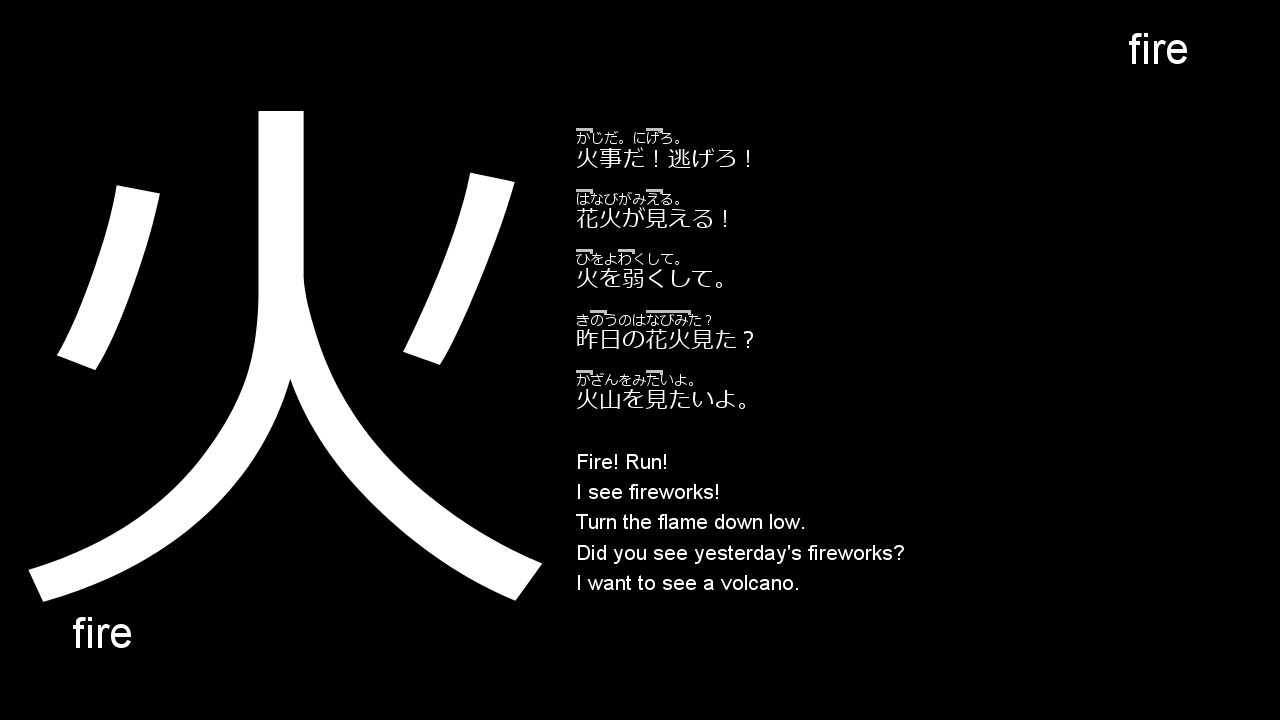 fire
火
fire
かじだ。にげろ。
火事だ！逃げろ！
はなびがみえる。
花火が見える！
ひをよわくして。
火を弱くして。
きのうのはなびみた？
昨日の花火見た？
かざんをみたいよ。
火山を見たいよ。
Fire! Run!
I see fireworks!
Turn the flame down low.
Did you see yesterday's fireworks?
I want to see a volcano.